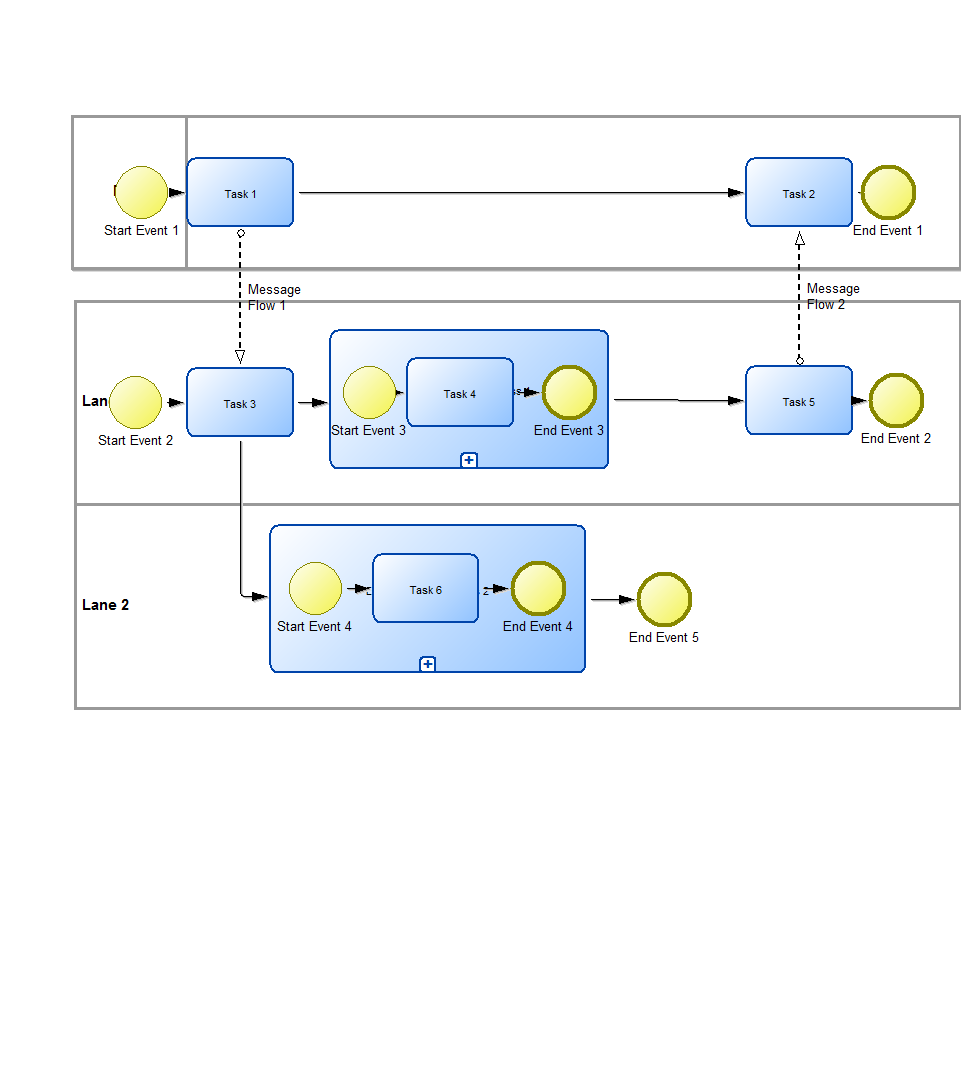 Task 1
Task 2
Start Event 1
End Event 1
Message
Flow 1
Message
Flow 2
Task 3
Task 4
Task 5
Start Event 2
Start Event 3
End Event 3
End Event 2
Task 6
Lane 2
Start Event 4
End Event 4
End Event 5